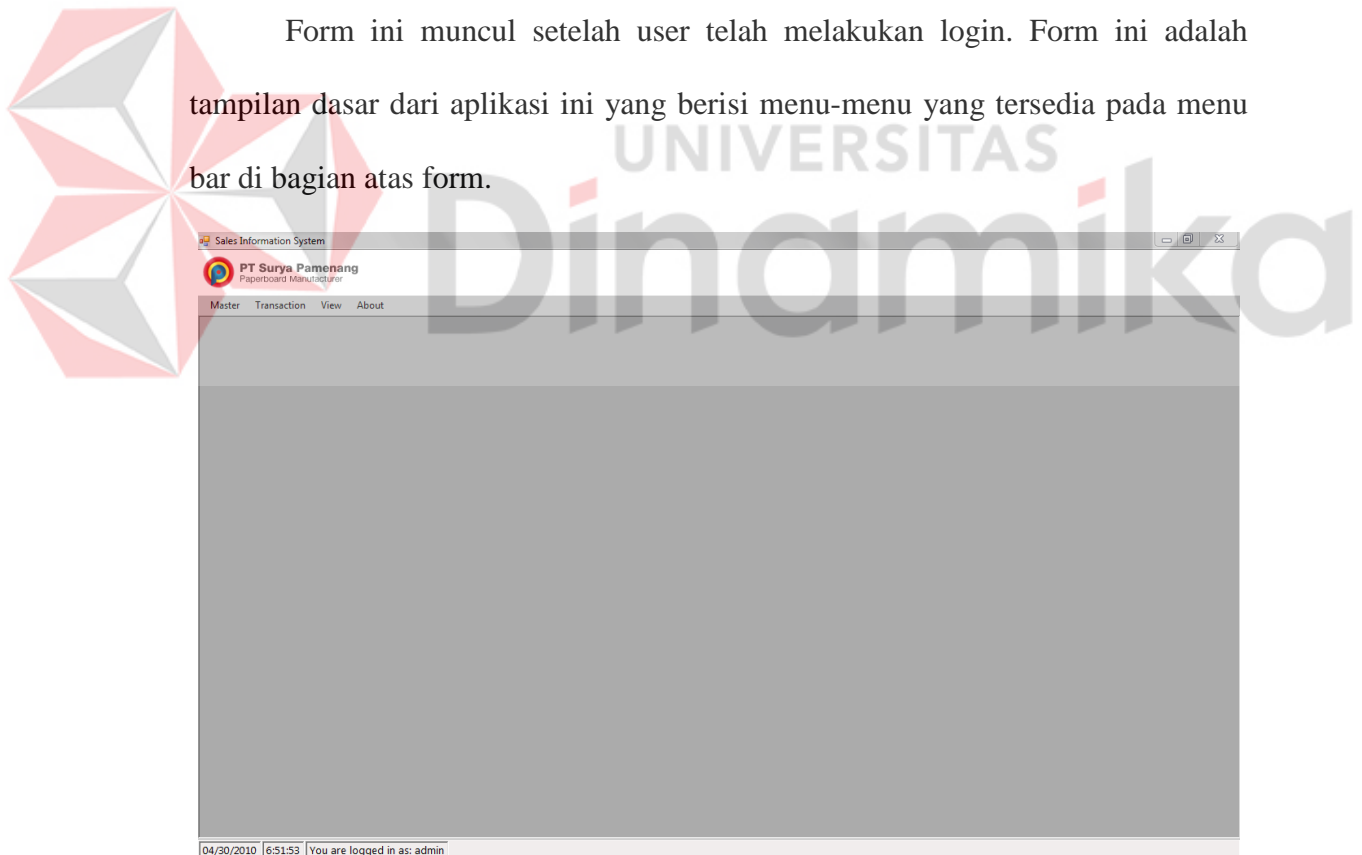 Form ini muncul setelah user telah melakukan login. Form ini adalah
tampilan dasar dari aplikasi ini yang berisi menu-menu yang tersedia pada menu
bar di bagian atas form.
UNIVERSITAS
Dinamika
Sales Information System
PT Surya Pamenang
Paperboard Manufacturer
Master Transaction View About
04/30/2010 6:51:53 You are logged in as: admin